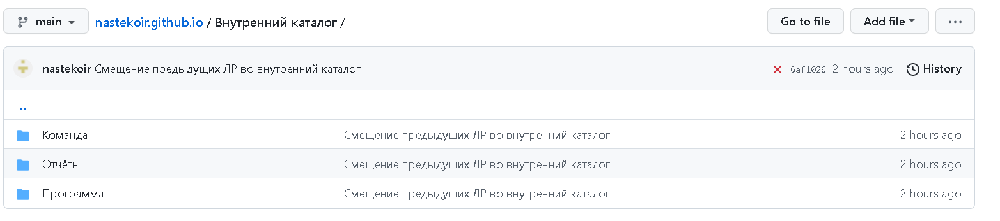 main nastekoir.github.io / Внутренний каталог / Go to file Add file ...
nastekoir Смещение предыдущих ЛР во внутренний каталог 6af1026 2 hours ago History
..
Команда Смещение предыдущих ЛР во внутренний каталог 2 hours ago
Отчёты Смещение предыдущих ЛР во внутренний каталог 2 hours ago
Программа Смещение предыдущих ЛР во внутренний каталог 2 hours ago